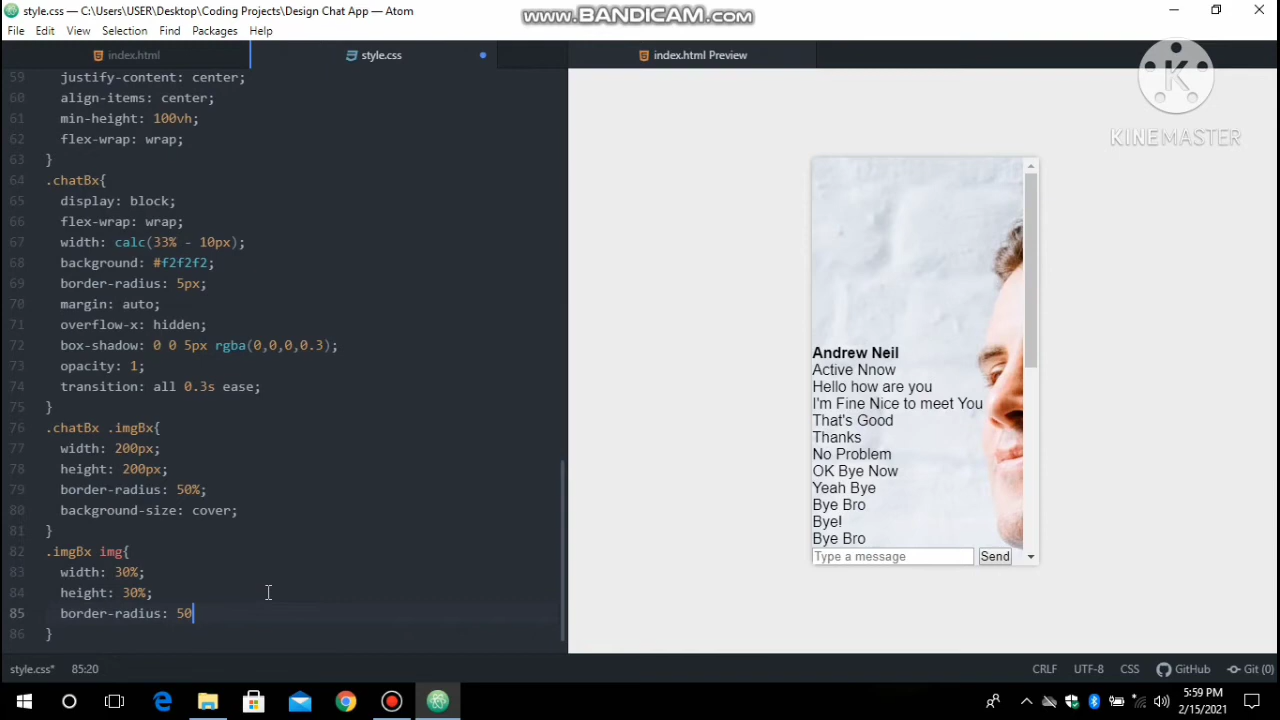 style.css — C:\Users\USER\Desktop\Coding Projects\Design Chat App — Atom
www.BANDICAM.com
File Edit View Selection Find Packages Help
index.html
style.css
index.html Preview
KINEMASTER
59 justify-content: center;
60 align-items: center;
61 min-height: 100vh;
62 flex-wrap: wrap;
63 }
64 .chatBx{
65 display: block;
66 flex-wrap: wrap;
67 width: calc(33% - 10px);
68 background: #f2f2f2;
69 border-radius: 5px;
70 margin: auto;
71 overflow-x: hidden;
72 box-shadow: 0 0 5px rgba(0,0,0,0.3);
73 opacity: 1;
74 transition: all 0.3s ease;
75 }
76 .chatBx .imgBx{
77 width: 200px;
78 height: 200px;
79 border-radius: 50%;
80 background-size: cover;
81 }
82 .imgBx img{
83 width: 30%;
84 height: 30%;
85 border-radius: 50
86 }
Andrew Neil
Active Nnow
Hello how are you
I'm Fine Nice to meet You
That's Good
Thanks
No Problem
OK Bye Now
Yeah Bye
Bye Bro
Bye!
Bye Bro
Type a message Send
style.css* 85:20
CRLF UTF-8 CSS GitHub Git (0)
5:59 PM
2/15/2021